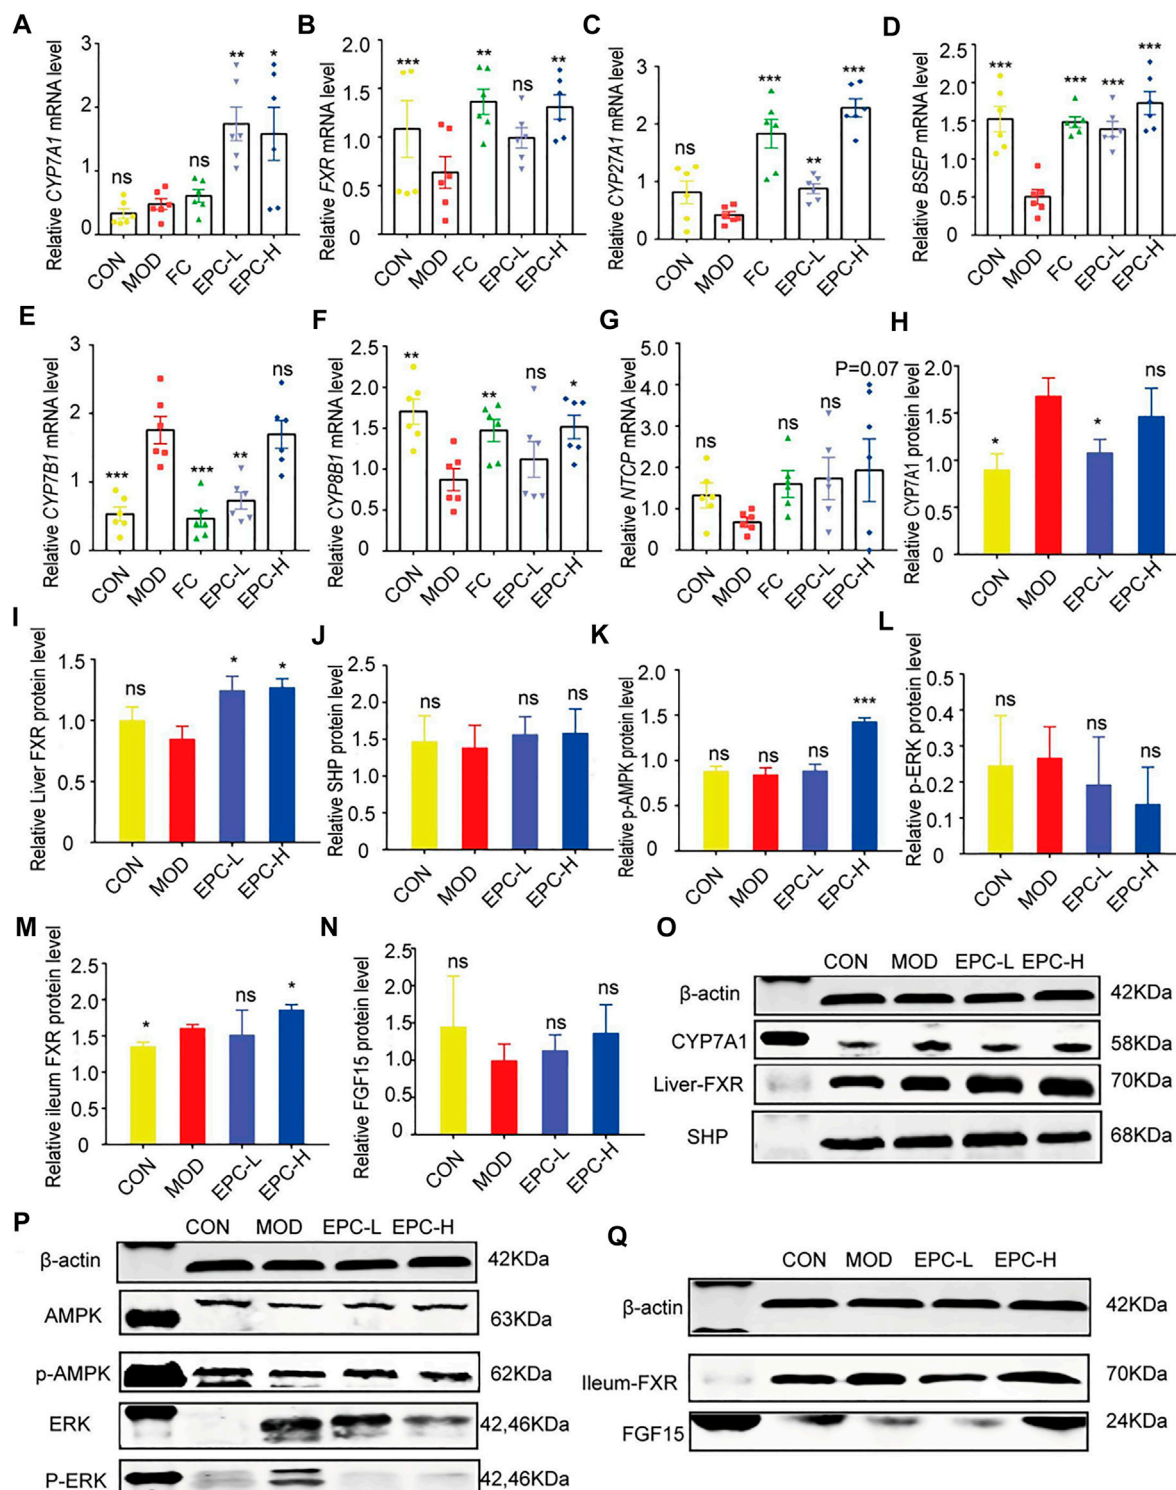 A
Relative CYP7A1 mRNA level
3
2
1
0
ns
ns
**
*
CON
MOD
FC
EPC-L
EPC-H
B
Relative FXR mRNA level
2.0
1.5
1.0
0.5
0
***
**
ns
**
CON
MOD
FC
EPC-L
EPC-H
C
Relative CYP27A1 mRNA level
3
2
1
0
ns
***
**
***
CON
MOD
FC
EPC-L
EPC-H
D
Relative BSEP mRNA level
2.5
2.0
1.5
1.0
0.5
0
***
***
***
***
CON
MOD
FC
EPC-L
EPC-H
E
Relative CYP7B1 mRNA level
3
2
1
0
***
***
**
ns
CON
MOD
FC
EPC-L
EPC-H
F
Relative CYP8B1 mRNA level
2.5
2.0
1.5
1.0
0.5
0
**
**
ns
*
CON
MOD
FC
EPC-L
EPC-H
G
Relative NTCP mRNA level
5.0
4.0
3.0
2.0
1.0
0
ns
ns
ns
P=0.07
CON
MOD
FC
EPC-L
EPC-H
H
Relative CYP7A1 protein level
2.0
1.5
1.0
0.5
0
*
*
ns
CON
MOD
EPC-L
EPC-H
I
Relative Liver FXR protein level
1.5
1.0
0.5
0
ns
*
*
CON
MOD
EPC-L
EPC-H
J
Relative SHP protein level
2.5
2.0
1.5
1.0
0.5
0
ns
ns
ns
ns
CON
MOD
EPC-L
EPC-H
K
Relative p-AMPK protein level
2.0
1.5
1.0
0.5
0
ns
ns
ns
***
CON
MOD
EPC-L
EPC-H
L
Relative p-ERK protein level
0.5
0.4
0.3
0.2
0.1
0
ns
ns
ns
CON
MOD
EPC-L
EPC-H
M
Relative ileum FXR protein level
2.5
2.0
1.5
1.0
0.5
0
*
ns
*
CON
MOD
EPC-L
EPC-H
N
Relative FGF15 protein level
2.5
2.0
1.5
1.0
0.5
0
ns
ns
ns
CON
MOD
EPC-L
EPC-H
O
CON MOD EPC-L EPC-H
β-actin 42KDa
CYP7A1 58KDa
Liver-FXR 70KDa
SHP 68KDa
P
CON MOD EPC-L EPC-H
β-actin 42KDa
AMPK 63KDa
p-AMPK 62KDa
ERK 42,46KDa
P-ERK 42,46KDa
Q
CON MOD EPC-L EPC-H
β-actin 42KDa
Ileum-FXR 70KDa
FGF15 24KDa